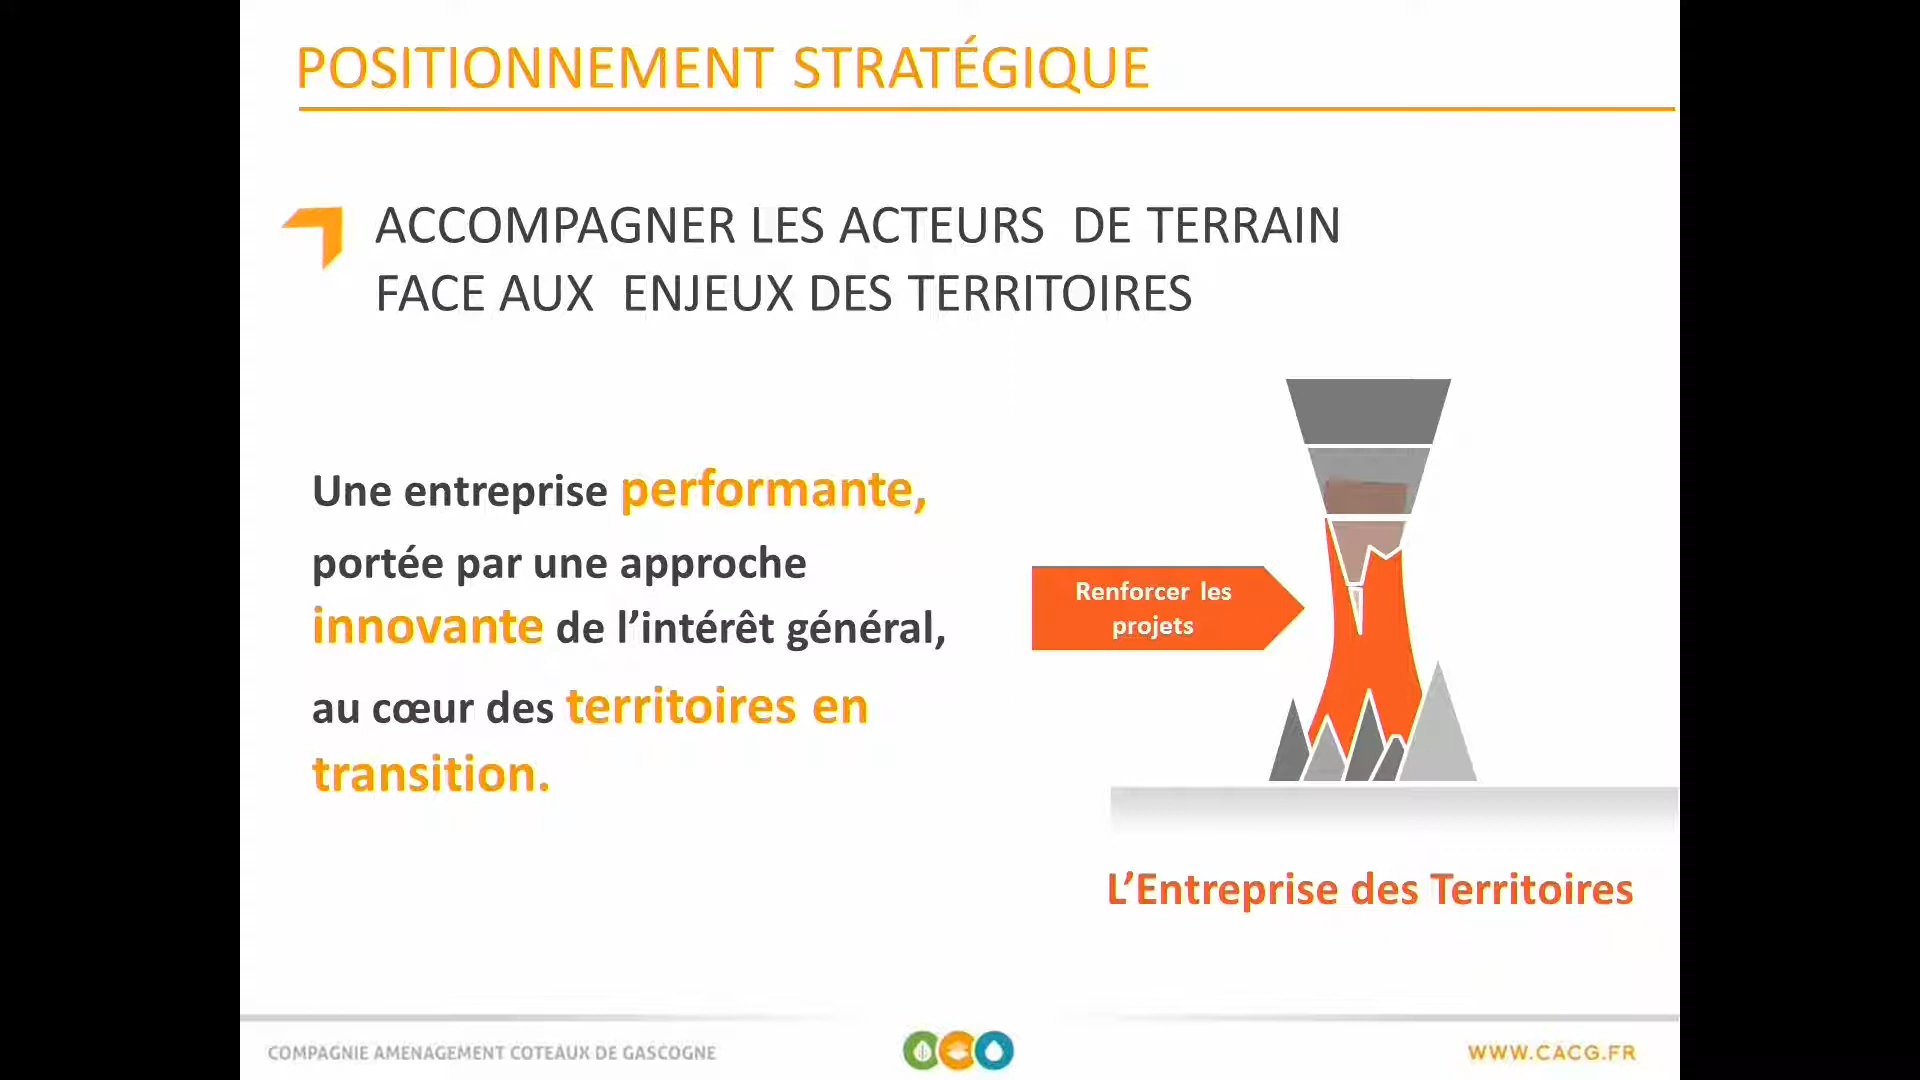 POSITIONNEMENT STRATÉGIQUE
ACCOMPAGNER LES ACTEURS DE TERRAIN
FACE AUX ENJEUX DES TERRITOIRES
Une entreprise performante,
portée par une approche
innovante de l’intérêt général,
au cœur des territoires en
transition.
Renforcer les
projets
L’Entreprise des Territoires
COMPAGNIE AMENAGEMENT COTEAUX DE GASCOGNE
WWW.CACG.FR